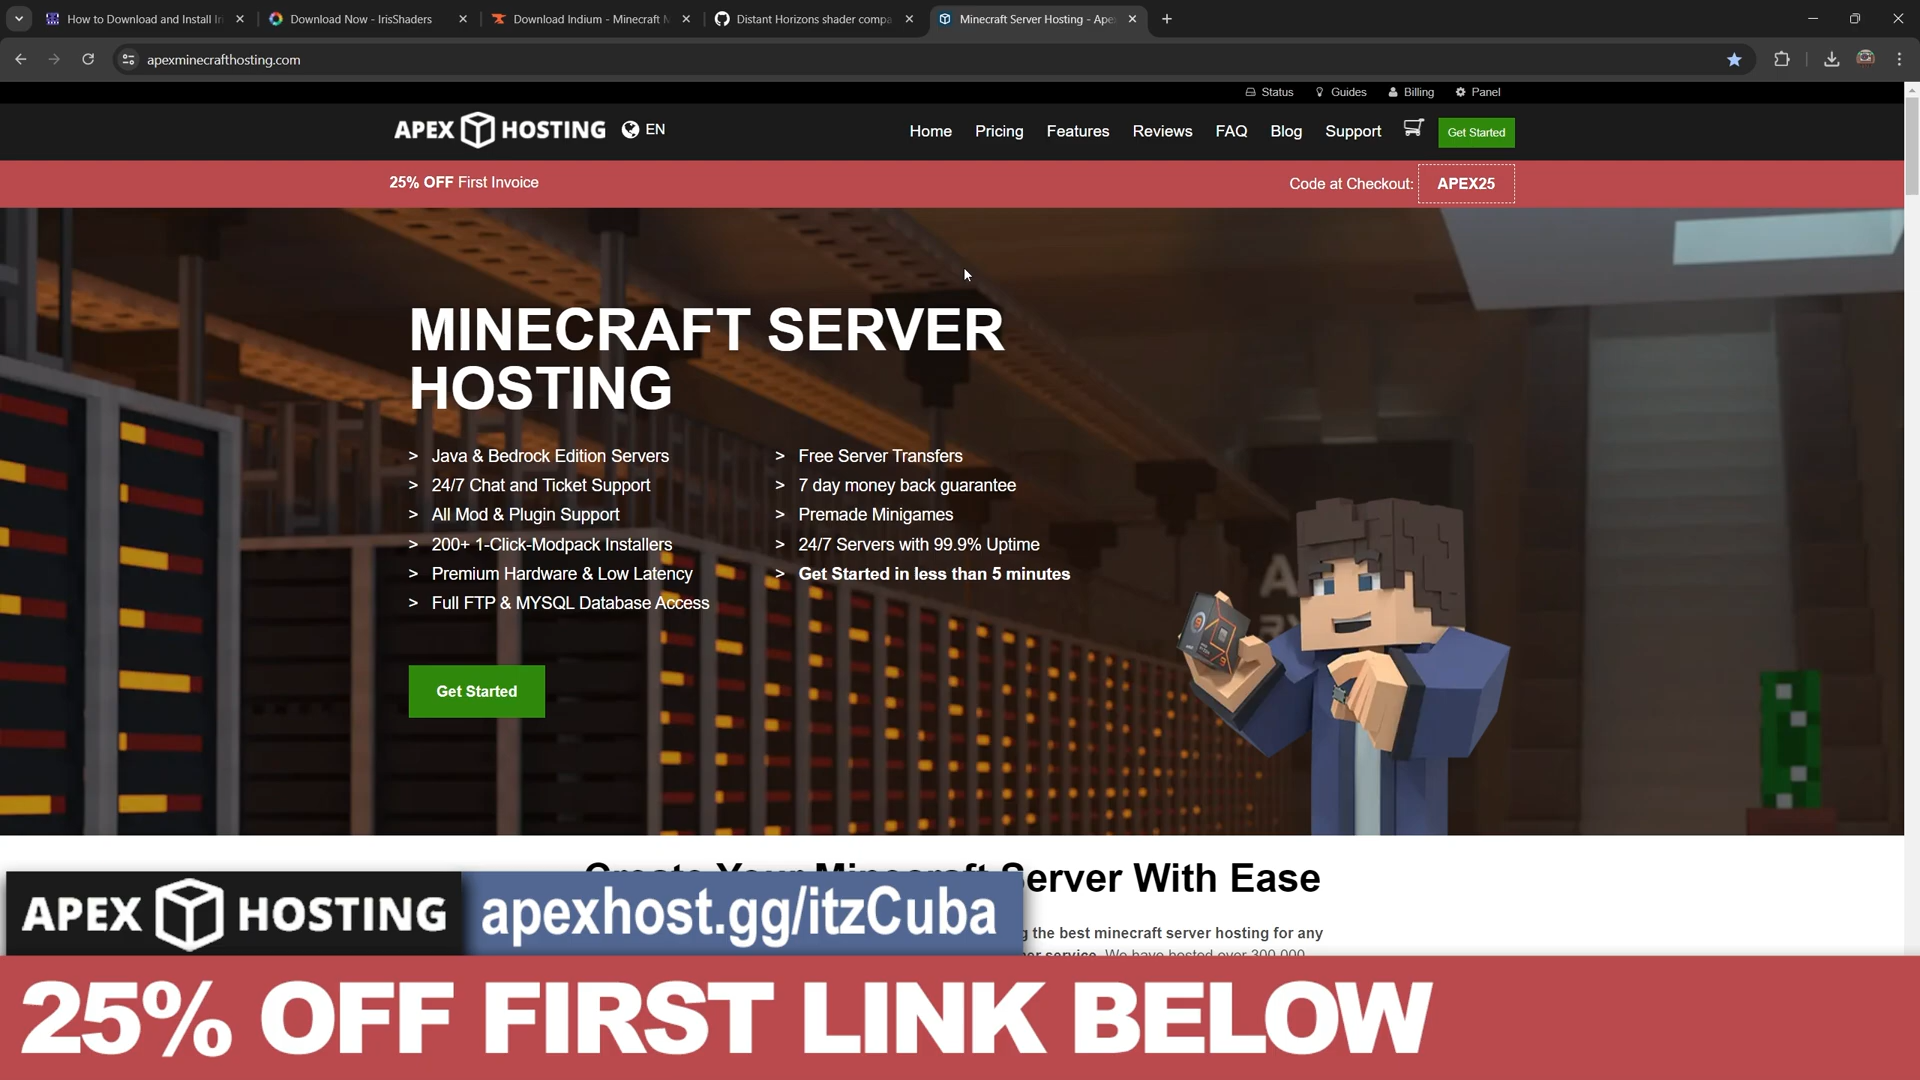 How to Download and Install In
Download Now - IrisShaders
Download Indium - Minecraft M
Distant Horizons shader compa
Minecraft Server Hosting - Apex
apexminecrafthosting.com
Status
Guides
Billing
Panel
APEX HOSTING
EN
Home
Pricing
Features
Reviews
FAQ
Blog
Support
Get Started
25% OFF First Invoice
Code at Checkout: APEX25
MINECRAFT SERVER
HOSTING
> Java & Bedrock Edition Servers
> 24/7 Chat and Ticket Support
> All Mod & Plugin Support
> 200+ 1-Click-Modpack Installers
> Premium Hardware & Low Latency
> Full FTP & MYSQL Database Access
> Free Server Transfers
> 7 day money back guarantee
> Premade Minigames
> 24/7 Servers with 99.9% Uptime
> Get Started in less than 5 minutes
Get Started
Create Your Minecraft Server With Ease
the best minecraft server hosting for any
service. We have hosted over 300,000
APEX HOSTING
apexhost.gg/itzCuba
25% OFF FIRST LINK BELOW